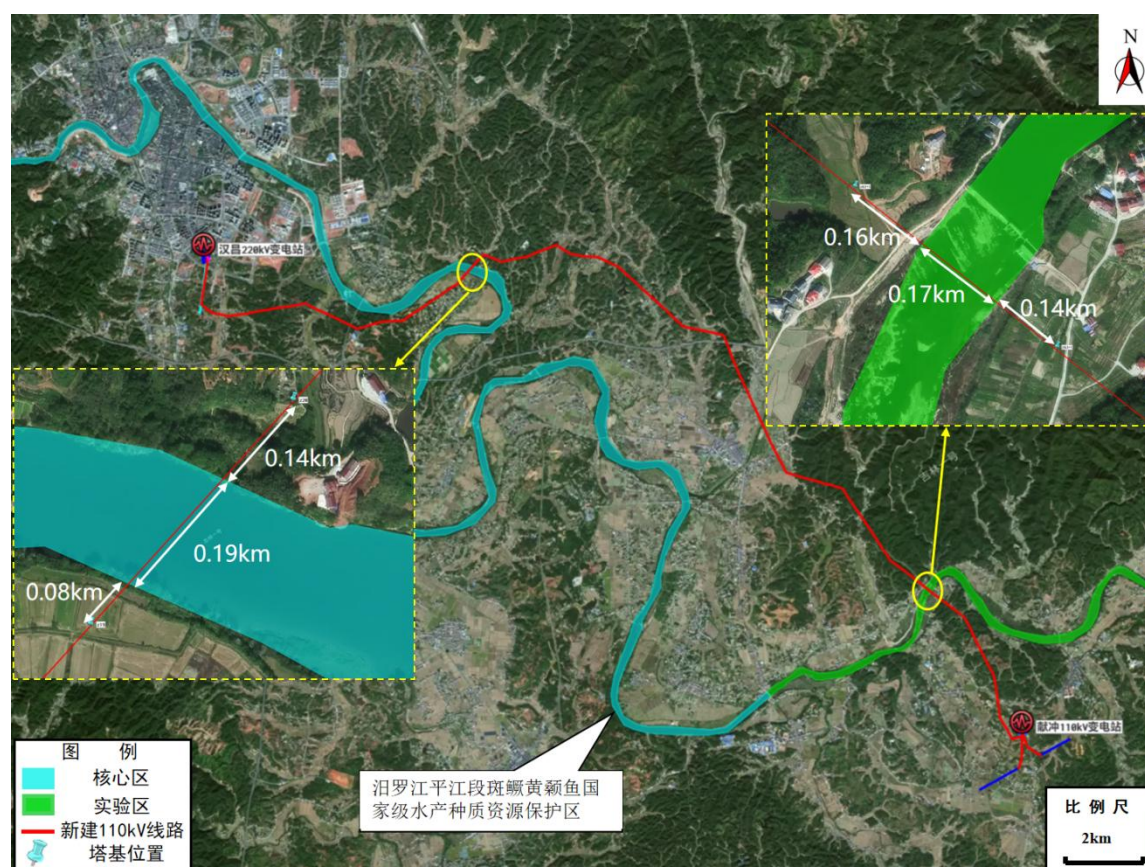 N
汉昌220kV变电站
0.16km
0.17km
0.14km
0.14km
0.19km
0.08km
献冲110kV变电站
汨罗江平江段斑鳜黄颡鱼国
家级水产种质资源保护区
图 例
核心区
实验区
新建110kV线路
塔基位置
比 例 尺
2km